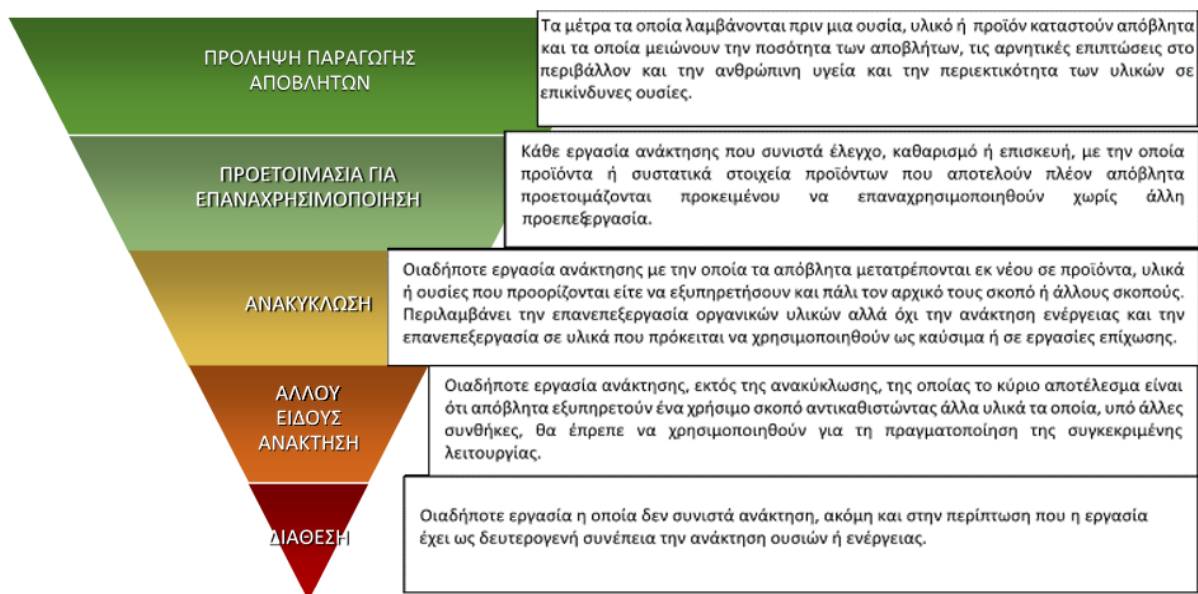 ΠΡΟΛΗΨΗ ΠΑΡΑΓΩΓΗΣ
ΑΠΟΒΛΗΤΩΝ
Τα μέτρα τα οποία λαμβάνονται πριν μια ουσία, υλικό ή προϊόν καταστούν απόβλητα
και τα οποία μειώνουν την ποσότητα των αποβλήτων, τις αρνητικές επιπτώσεις στο
περιβάλλον και την ανθρώπινη υγεία και την περιεκτικότητα των υλικών σε
επικίνδυνες ουσίες.
ΠΡΟΕΤΟΙΜΑΣΙΑ ΓΙΑ
ΕΠΑΝΑΧΡΗΣΙΜΟΠΟΙΗΣΗ
Κάθε εργασία ανάκτησης που συνιστά έλεγχο, καθαρισμό ή επισκευή, με την οποία
προϊόντα ή συστατικά στοιχεία προϊόντων που αποτελούν πλέον απόβλητα
προετοιμάζονται προκειμένου να επαναχρησιμοποιηθούν χωρίς άλλη
προεπεξεργασία.
ΑΝΑΚΥΚΛΩΣΗ
Οιαδήποτε εργασία ανάκτησης με την οποία τα απόβλητα μετατρέπονται εκ νέου σε προϊόντα, υλικά
ή ουσίες που προορίζονται είτε να εξυπηρετήσουν και πάλι τον αρχικό τους σκοπό ή άλλους σκοπούς.
Περιλαμβάνει την επανεπεξεργασία οργανικών υλικών αλλά όχι την ανάκτηση ενέργειας και την
επανεπεξεργασία σε υλικά που πρόκειται να χρησιμοποιηθούν ως καύσιμα ή σε εργασίες επίχωσης.
ΑΛΛΟΥ
ΕΙΔΟΥΣ
ΑΝΑΚΤΗΣΗ
Οιαδήποτε εργασία ανάκτησης, εκτός της ανακύκλωσης, της οποίας το κύριο αποτέλεσμα είναι
ότι απόβλητα εξυπηρετούν ένα χρήσιμο σκοπό αντικαθιστώντας άλλα υλικά τα οποία, υπό άλλες
συνθήκες, θα έπρεπε να χρησιμοποιηθούν για τη πραγματοποίηση της συγκεκριμένης
λειτουργίας.
ΔΙΑΘΕΣΗ
Οιαδήποτε εργασία η οποία δεν συνιστά ανάκτηση, ακόμη και στην περίπτωση που η εργασία
έχει ως δευτερογενή συνέπεια την ανάκτηση ουσιών ή ενέργειας.